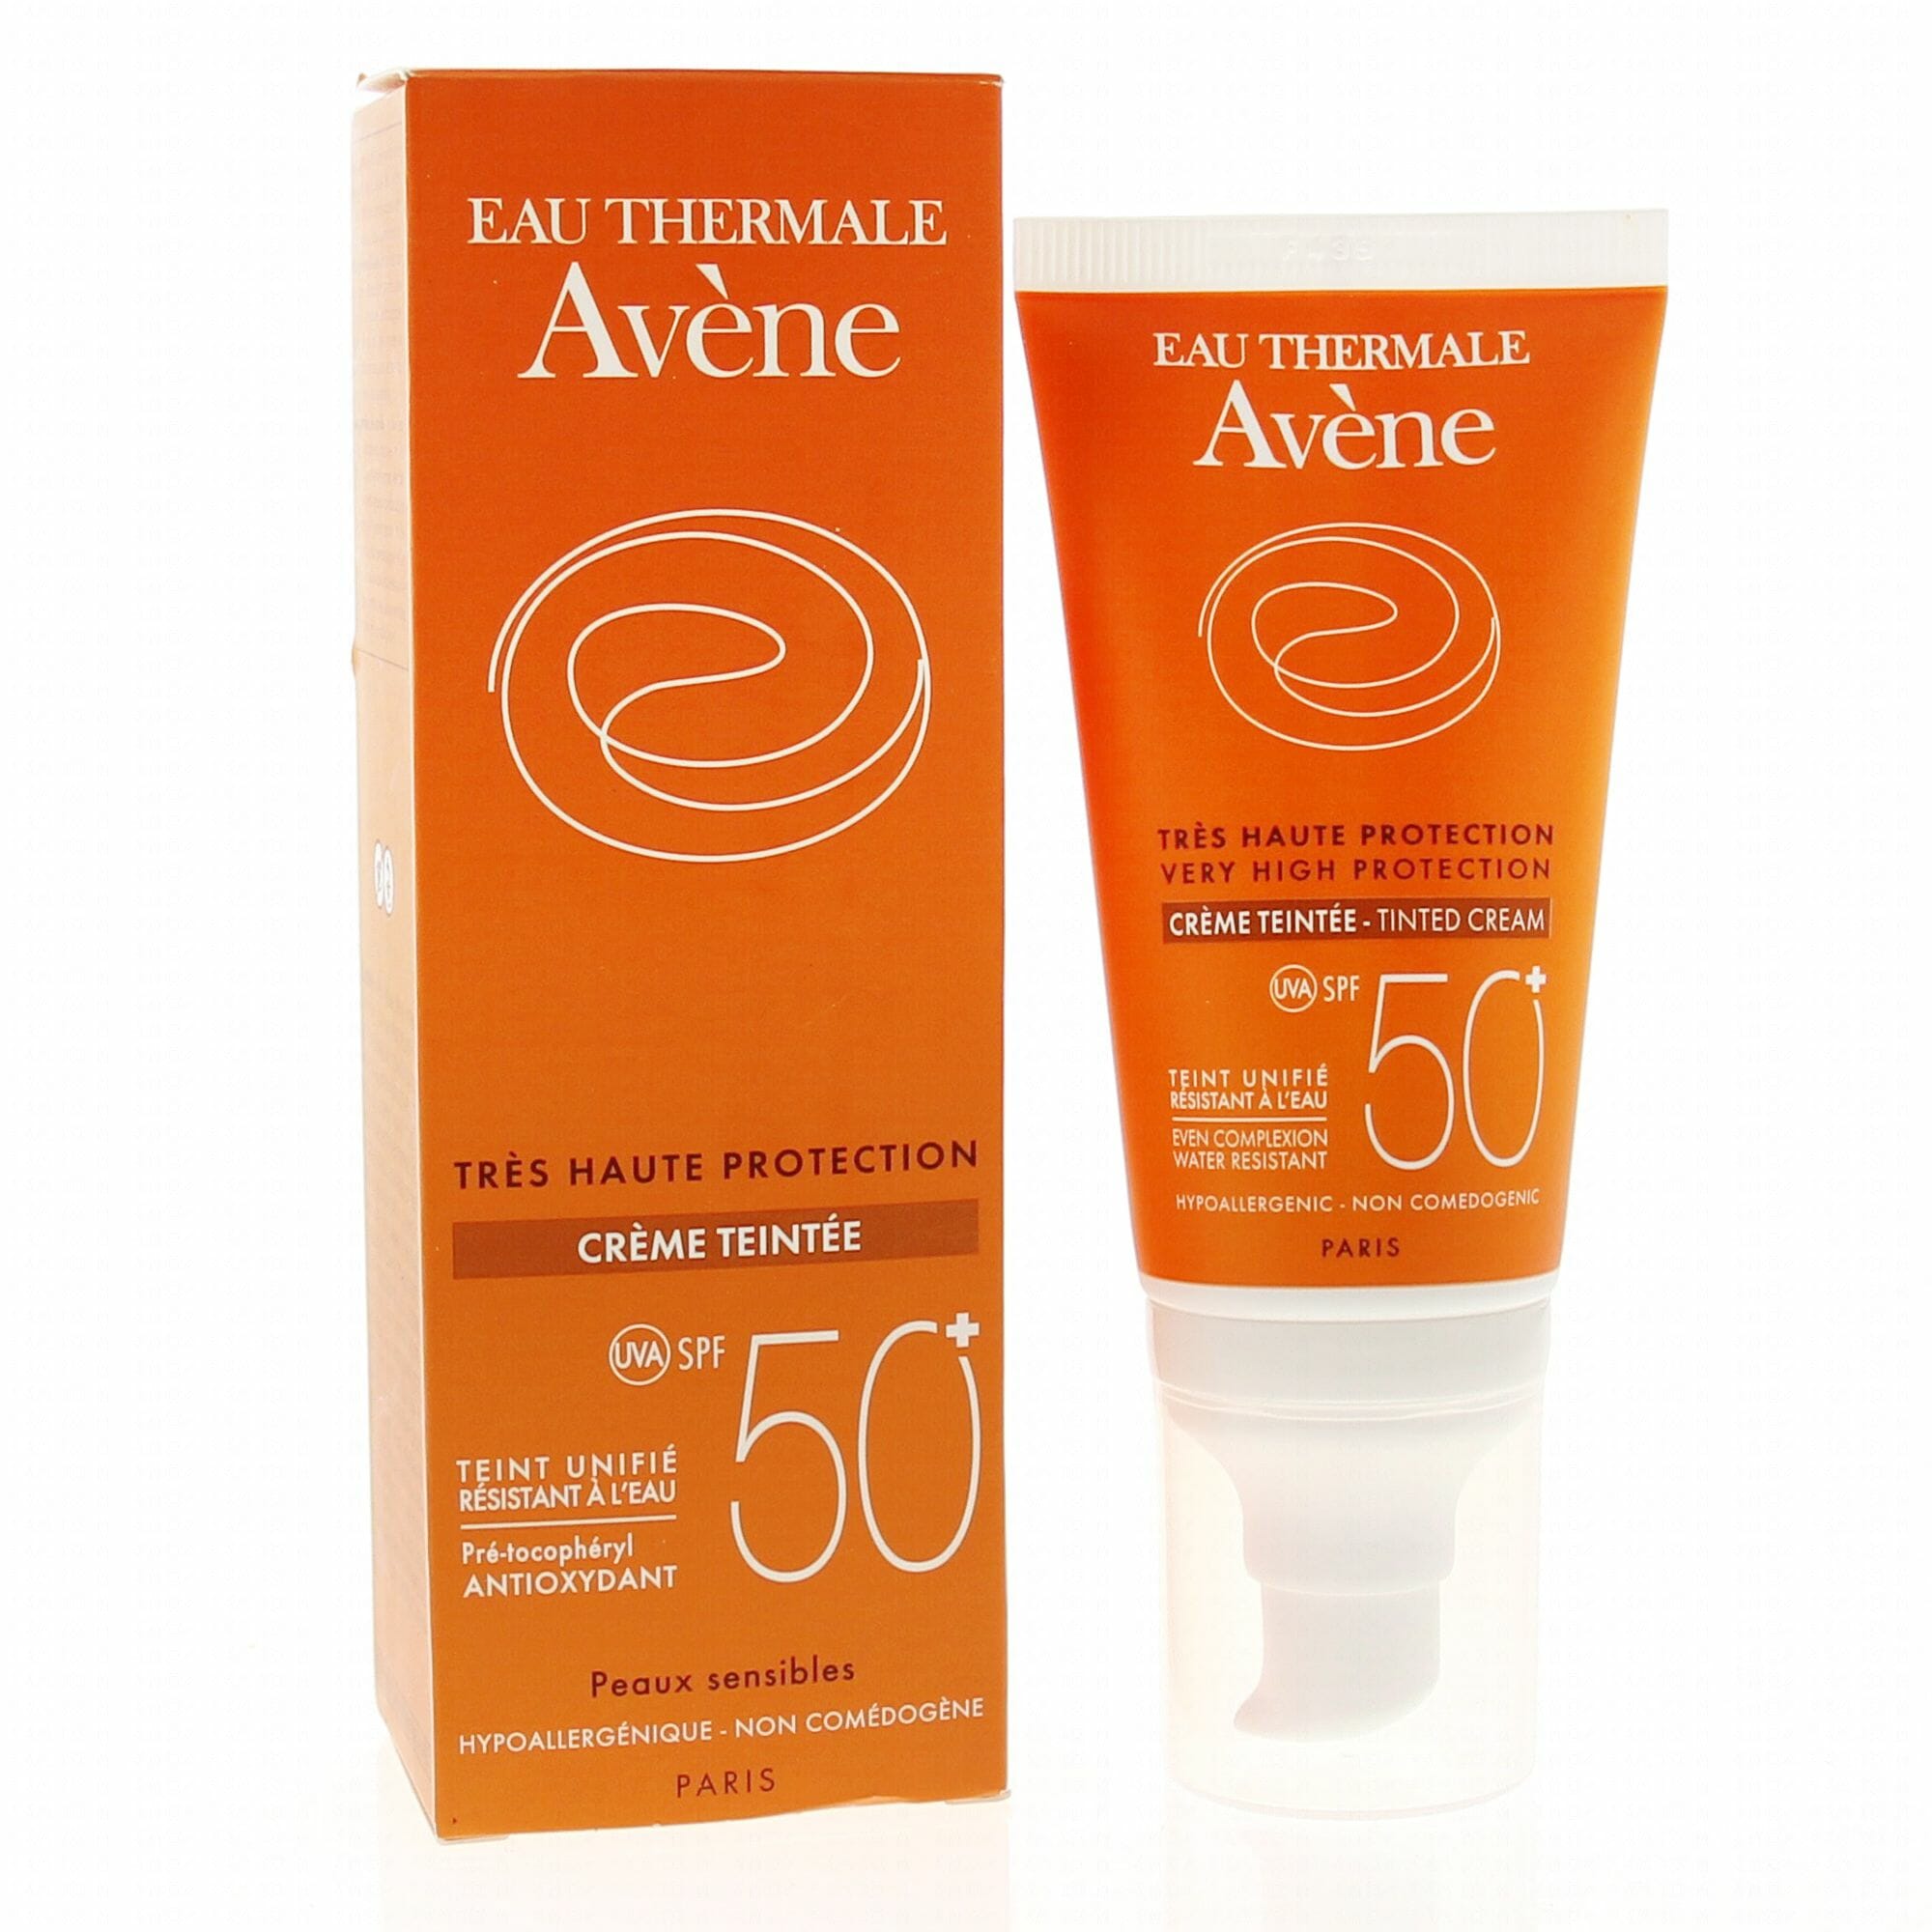 EAU THERMALE
Avène
TRÈS HAUTE PROTECTION
CRÈME TEINTÉE
UVA SPF 50+
TEINT UNIFIÉ
RÉSISTANT À L'EAU
Pré-tocophéryl
ANTIOXYDANT
Peaux sensibles
HYPOALLERGÉNIQUE - NON COMÉDOGÈNE
PARIS
EAU THERMALE
Avène
TRÈS HAUTE PROTECTION
VERY HIGH PROTECTION
CRÈME TEINTÉE - TINTED CREAM
UVA SPF 50+
TEINT UNIFIÉ
RÉSISTANT À L'EAU
EVEN COMPLEXION
WATER RESISTANT
HYPOALLERGENIC - NON COMEDOGENIC
PARIS